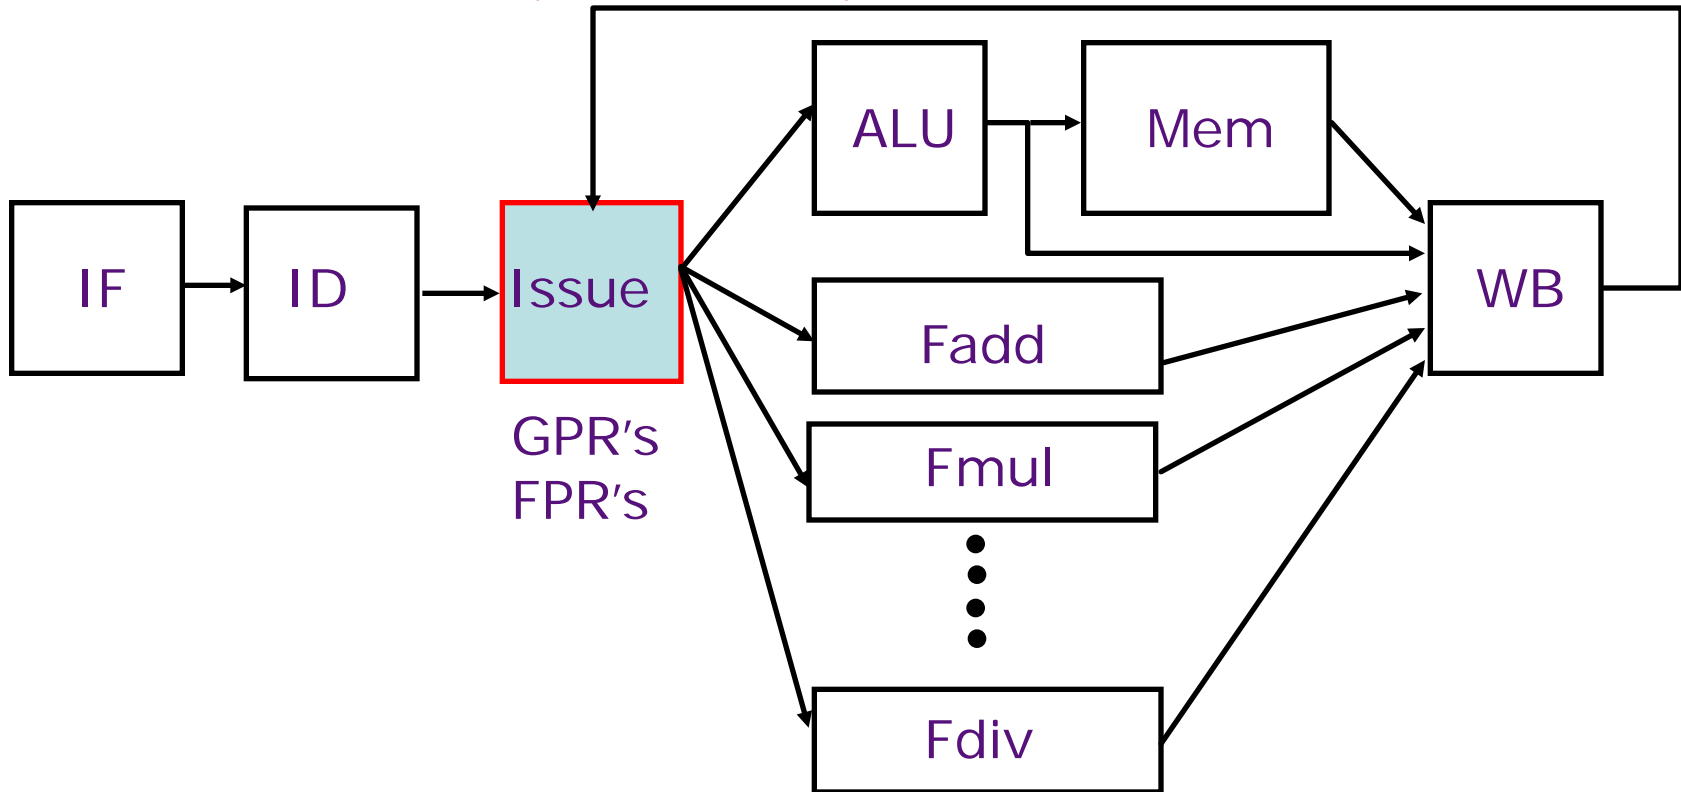 IF
ID
Issue
GPR's
FPR's
ALU
Mem
Fadd
Fmul
Fdiv
WB